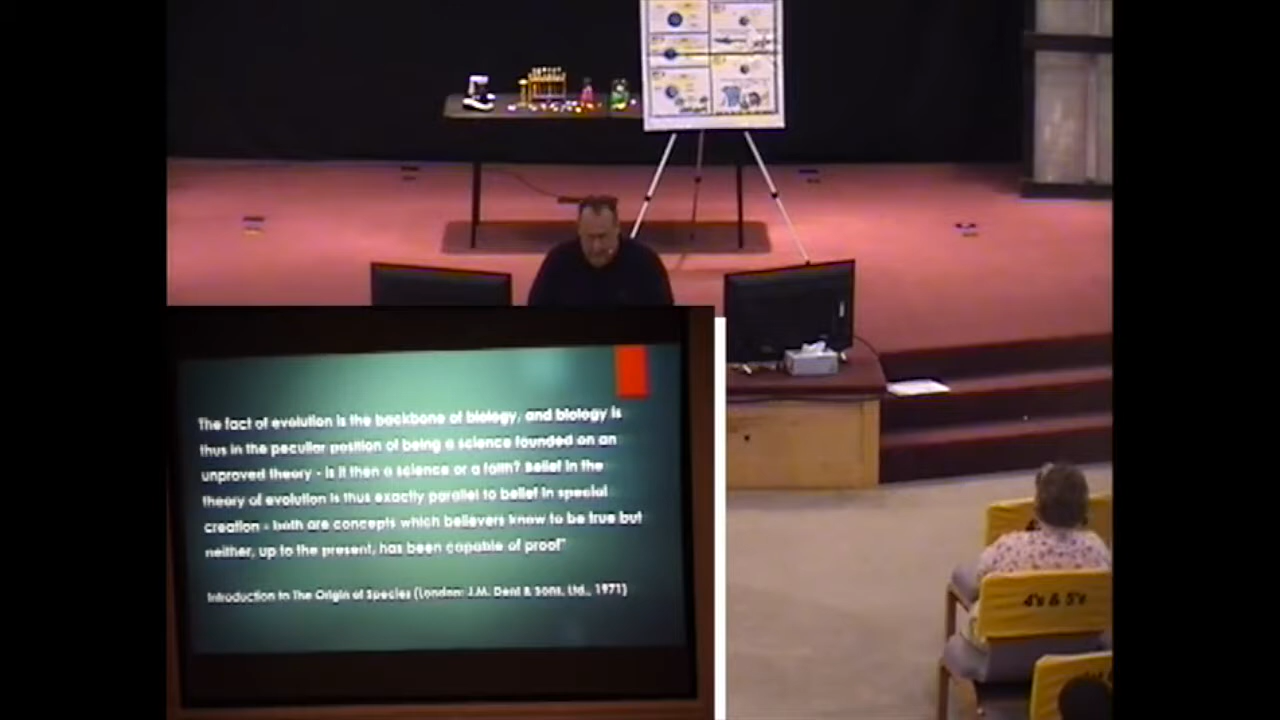 The fact of evolution is the backbone of biology, and biology is
thus in the peculiar position of being a science founded on an
unproved theory - is it then a science or a faith? Belief in the
theory of evolution is thus exactly parallel to belief in special
creation - both are concepts which believers know to be true but
neither, up to the present, has been capable of proof"
Introduction to The Origin of Species (London: J.M. Dent & Sons, Ltd., 1971)
4's & 5's